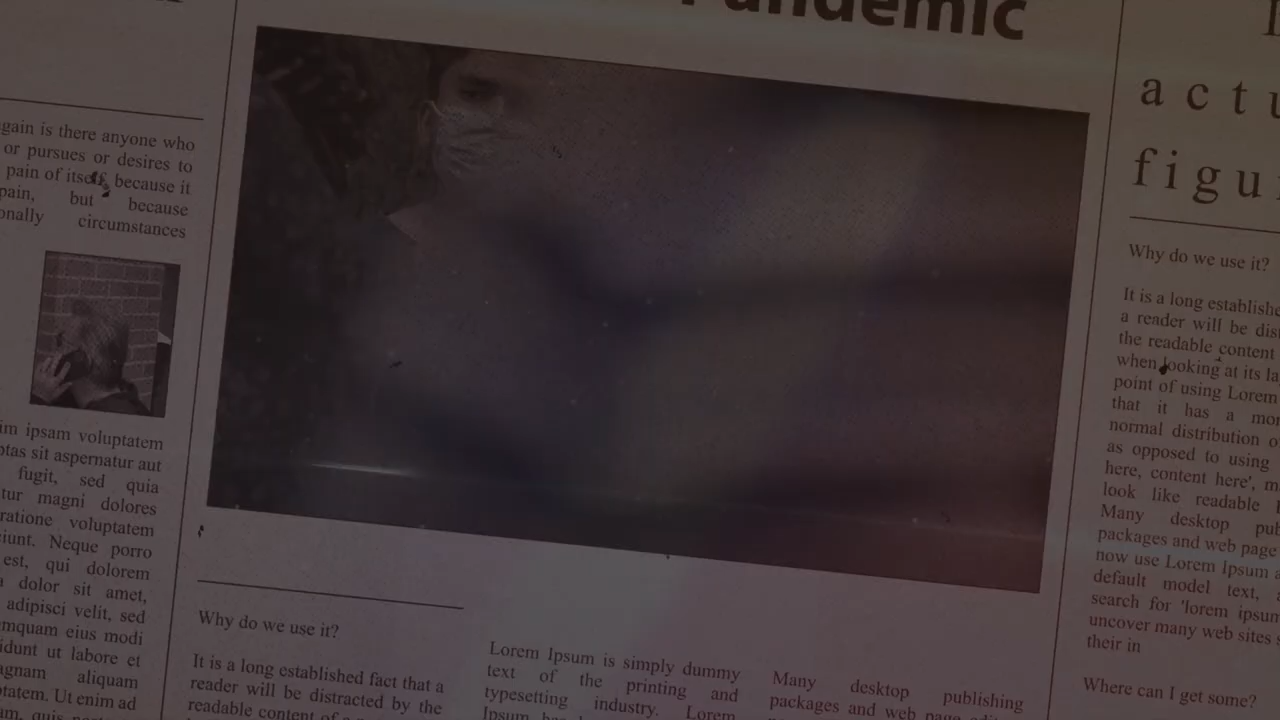 Pandemic
gain is there anyone who
or pursues or desires to
pain of itself, because it
pain, but because
onally circumstances
im ipsam voluptatem
ptas sit aspernatur aut
fugit, sed quia
tur magni dolores
ratione voluptatem
ciunt. Neque porro
est, qui dolorem
dolor sit amet,
adipisci velit, sed
mquam eius modi
idunt ut labore et
agnam aliquam
ptatem. Ut enim ad
am, quis
Why do we use it?
It is a long established fact that a
reader will be distracted by the
readable content of a
Lorem Ipsum is simply dummy
text of the printing and
typesetting industry. Lorem
Ipsum
Many desktop publishing
packages and web page
actu
figu
Why do we use it?
It is a long establishe
a reader will be dis
the readable content
when looking at its la
point of using Lorem
that it has a mo
normal distribution o
as opposed to using
here, content here', m
look like readable
Many desktop pub
packages and web page
now use Lorem Ipsum a
default model text,
search for 'lorem ipsum
uncover many web sites s
their in
Where can I get some?